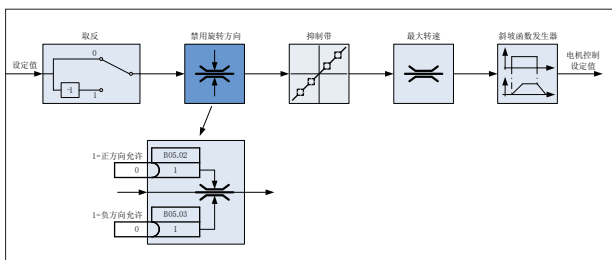 取反
禁用旋转方向
抑制带
最大转速
斜坡函数发生器
设定值
0
-1
1
电机控制
设定值
1=正方向允许
B05.02
0
1
1=负方向允许
B05.03
0
1